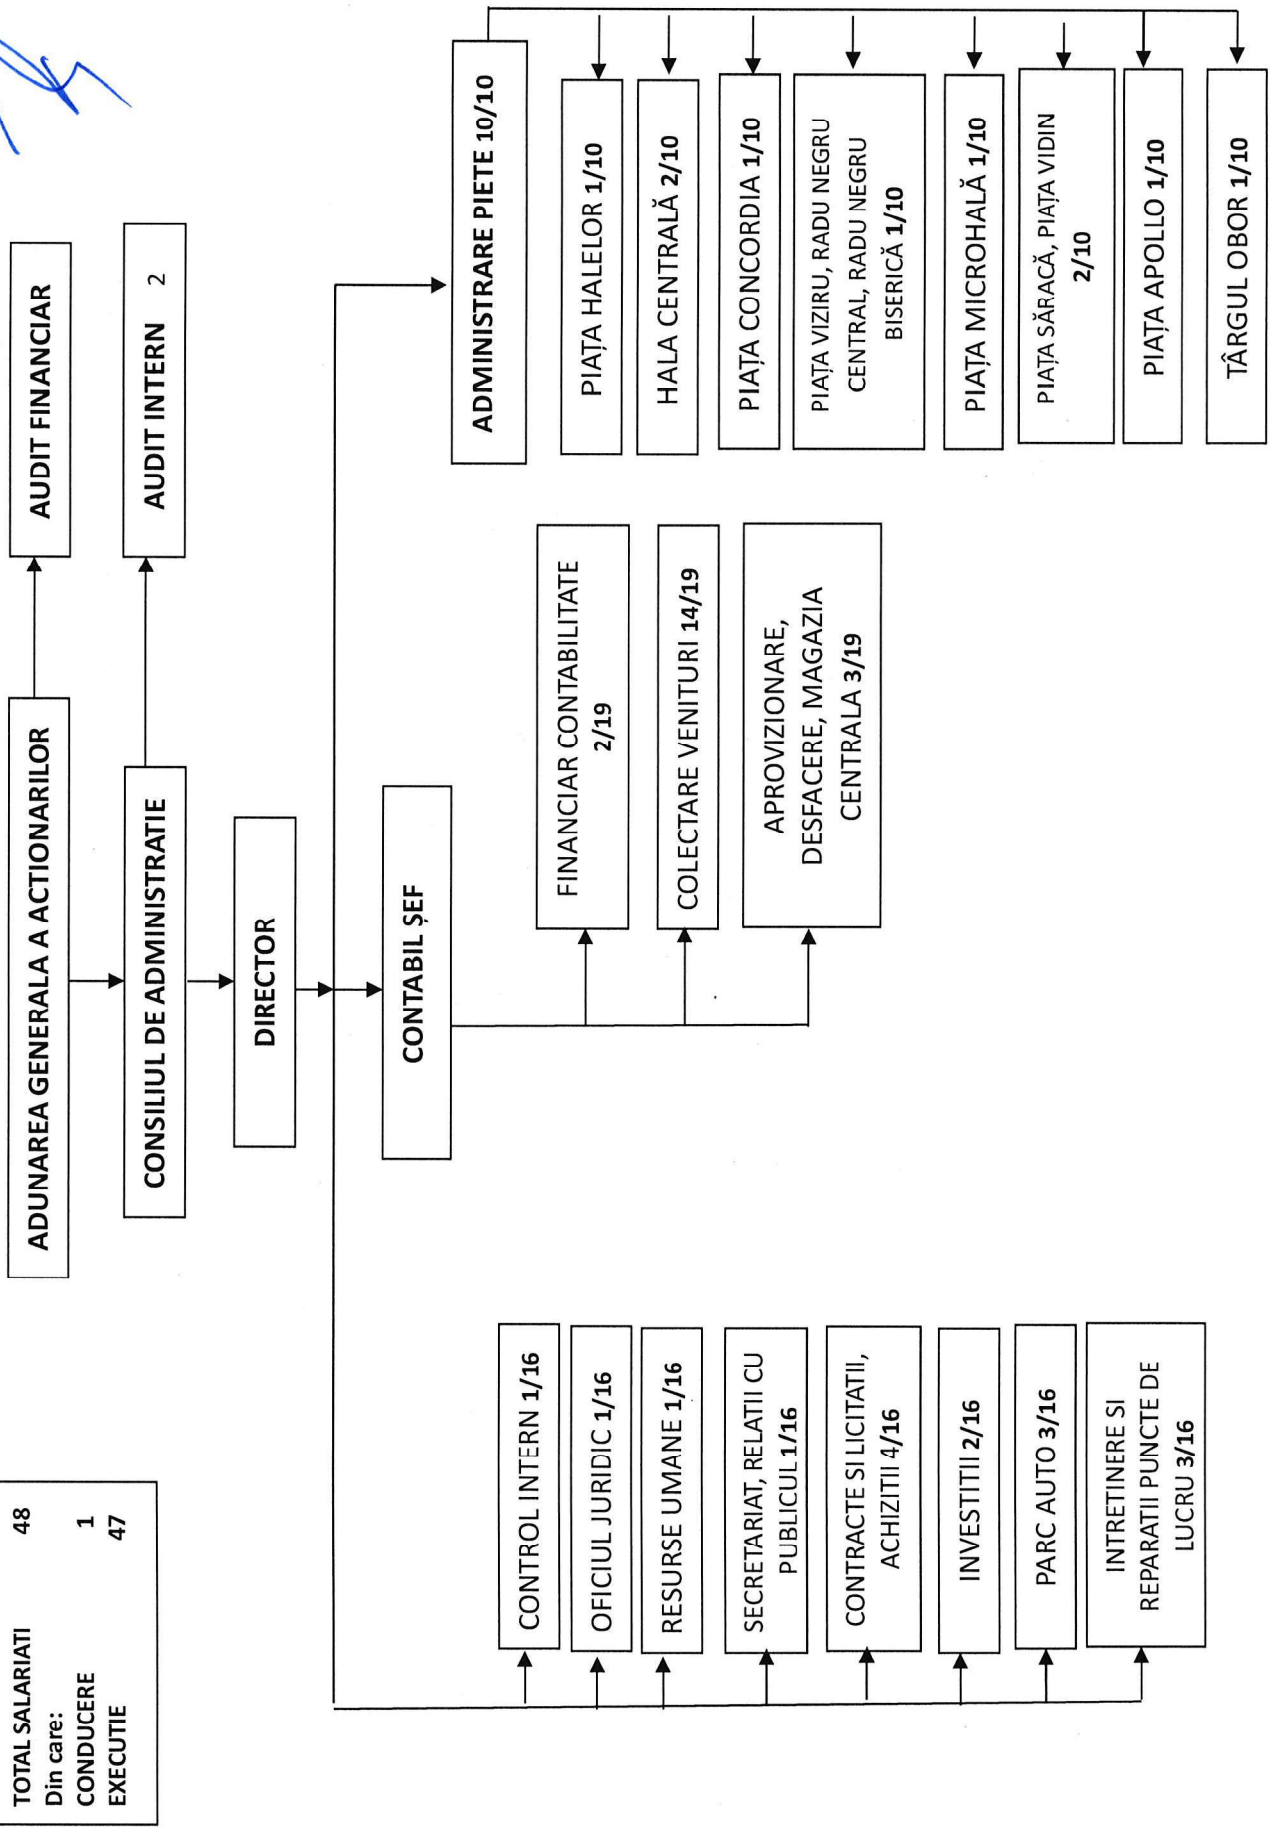 TOTAL SALARIATI 48
Din care:
CONDUCERE 1
EXECUTIE 47
ADUNAREA GENERALA A ACTIONARILOR
AUDIT FINANCIAR
CONSILIUL DE ADMINISTRATIE
AUDIT INTERN 2
DIRECTOR
CONTABIL ȘEF
ADMINISTRARE PIETE 10/10
CONTROL INTERN 1/16
OFICIUL JURIDIC 1/16
RESURSE UMANE 1/16
SECRETARIAT, RELATII CU
PUBLICUL 1/16
CONTRACTE SI LICITATII,
ACHIZITII 4/16
INVESTITII 2/16
PARC AUTO 3/16
INTRETINERE SI
REPARATII PUNCTE DE
LUCRU 3/16
FINANCIAR CONTABILITATE
2/19
COLECTARE VENITURI 14/19
APROVIZIONARE,
DESFACERE, MAGAZIA
CENTRALA 3/19
PIAȚA HALELOR 1/10
HALA CENTRALĂ 2/10
PIAȚA CONCORDIA 1/10
PIAȚA VIZIRU, RADU NEGRU
CENTRAL, RADU NEGRU
BISERICĂ 1/10
PIAȚA MICROHALĂ 1/10
PIAȚA SĂRACĂ, PIAȚA VIDIN
2/10
PIAȚA APOLLO 1/10
TÂRGUL OBOR 1/10